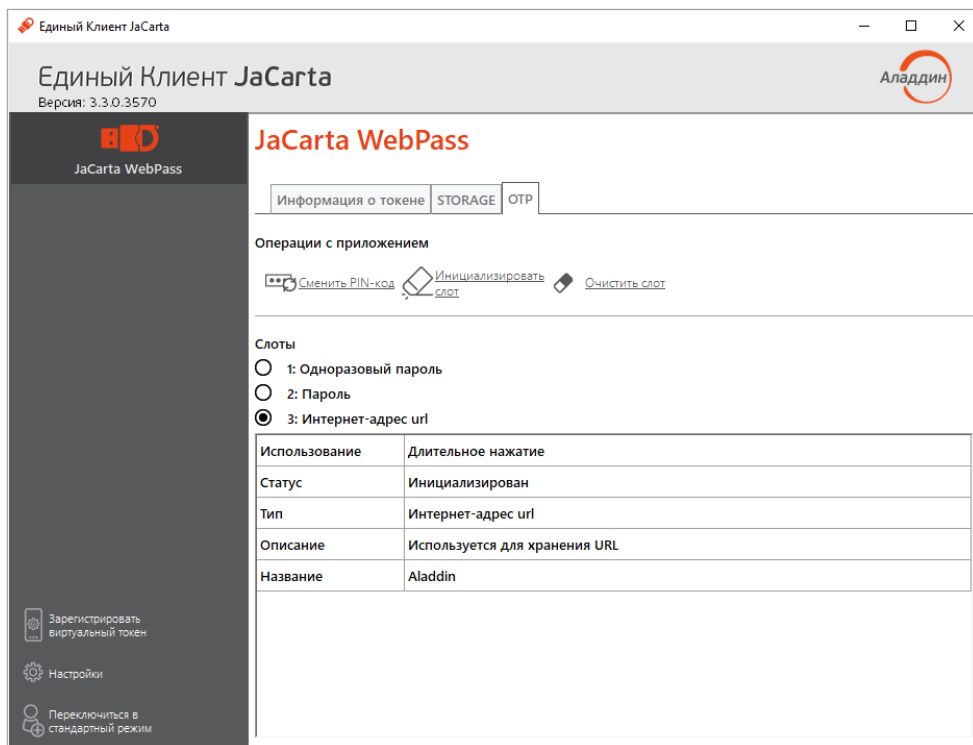 Единый Клиент JaCarta
Единый Клиент JaCarta
Версия: 3.3.0.3570
Аладдин
JaCarta WebPass
JaCarta WebPass
Информация о токене STORAGE OTP
Операции с приложением
Сменить PIN-код
Инициализировать
слот
Очистить слот
Слоты
1: Одноразовый пароль
2: Пароль
3: Интернет-адрес url
Использование Длительное нажатие
Статус Инициализирован
Тип Интернет-адрес url
Описание Используется для хранения URL
Название Aladdin
Зарегистрировать
виртуальный токен
Настройки
Переключиться в
стандартный режим